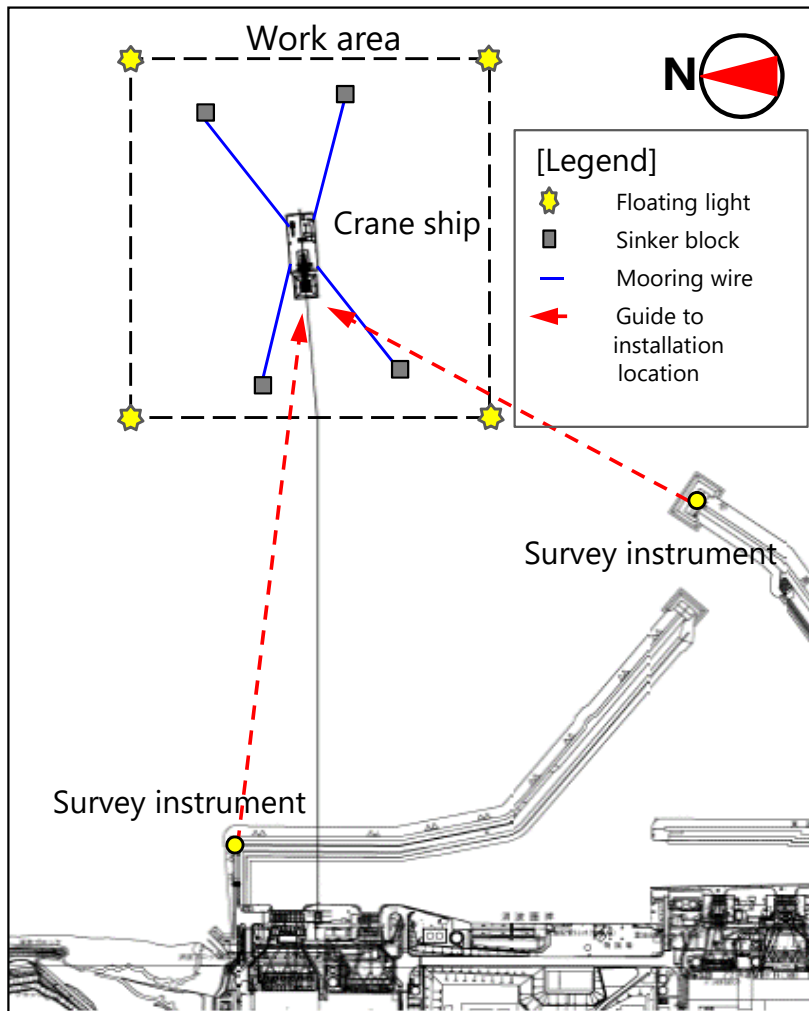 Work area
N
[Legend]
Floating light
Sinker block
Mooring wire
Guide to
installation
location
Crane ship
Survey instrument
Survey instrument